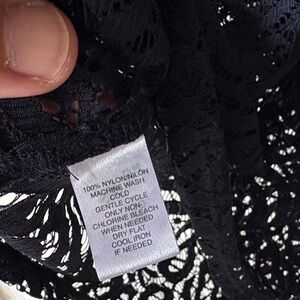 100% NYLON/NILÓN
MACHINE WASH
COLD
GENTLE CYCLE
ONLY NON-
CHLORINE BLEACH
WHEN NEEDED
DRY FLAT
COOL IRON
IF NEEDED